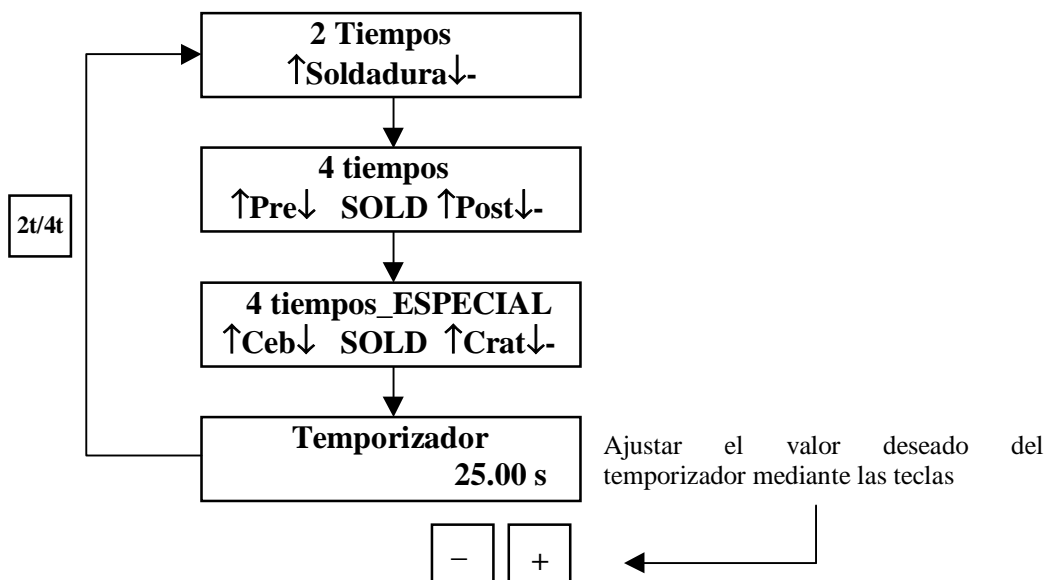 2 Tiempos
↑Soldadura↓-
4 tiempos
↑Pre↓ SOLD ↑Post↓-
2t/4t
4 tiempos_ESPECIAL
↑Ceb↓ SOLD ↑Crat↓-
Temporizador
25.00 s
Ajustar el valor deseado del
temporizador mediante las teclas
− +